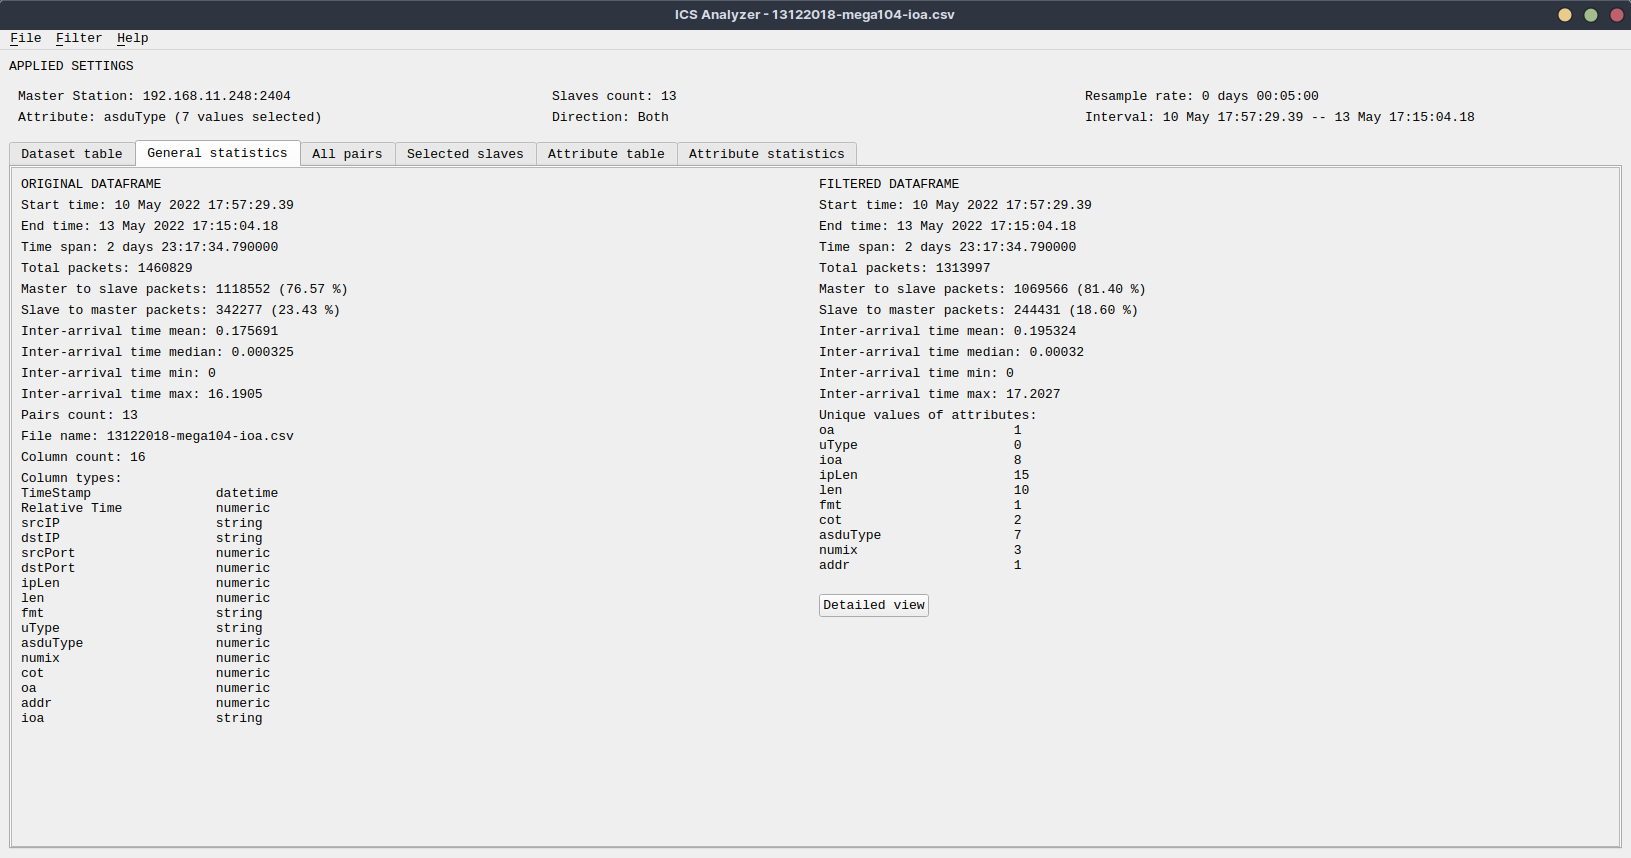 ICS Analyzer - 13122018-mega104-ioa.csv
File Filter Help
APPLIED SETTINGS
Master Station: 192.168.11.248:2404 Slaves count: 13 Resample rate: 0 days 00:05:00
Attribute: asduType (7 values selected) Direction: Both Interval: 10 May 17:57:29.39 -- 13 May 17:15:04.18
Dataset table General statistics All pairs Selected slaves Attribute table Attribute statistics
ORIGINAL DATAFRAME
Start time: 10 May 2022 17:57:29.39
End time: 13 May 2022 17:15:04.18
Time span: 2 days 23:17:34.790000
Total packets: 1460829
Master to slave packets: 1118552 (76.57 %)
Slave to master packets: 342277 (23.43 %)
Inter-arrival time mean: 0.175691
Inter-arrival time median: 0.000325
Inter-arrival time min: 0
Inter-arrival time max: 16.1905
Pairs count: 13
File name: 13122018-mega104-ioa.csv
Column count: 16
Column types:
TimeStamp datetime
Relative Time numeric
srcIP string
dstIP string
srcPort numeric
dstPort numeric
ipLen numeric
len numeric
fmt string
uType string
asduType numeric
numix numeric
cot numeric
oa numeric
addr numeric
ioa string
FILTERED DATAFRAME
Start time: 10 May 2022 17:57:29.39
End time: 13 May 2022 17:15:04.18
Time span: 2 days 23:17:34.790000
Total packets: 1313997
Master to slave packets: 1069566 (81.40 %)
Slave to master packets: 244431 (18.60 %)
Inter-arrival time mean: 0.195324
Inter-arrival time median: 0.00032
Inter-arrival time min: 0
Inter-arrival time max: 17.2027
Unique values of attributes:
oa 1
uType 0
ioa 8
ipLen 15
len 10
fmt 1
cot 2
asduType 7
numix 3
addr 1
Detailed view